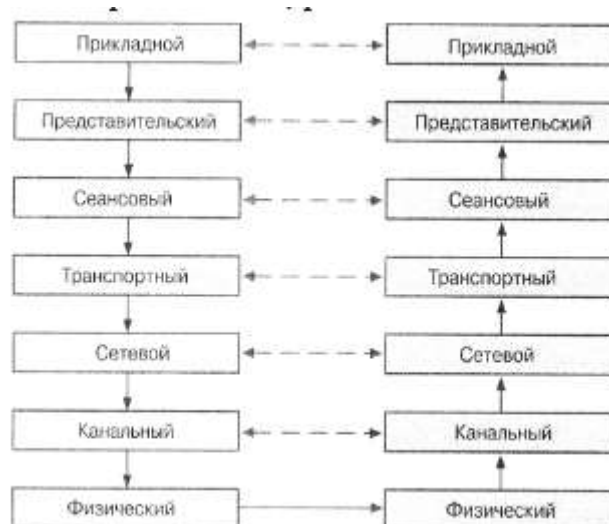 Прикладной
Прикладной
Представительский
Представительский
Сеансовый
Сеансовый
Транспортный
Транспортный
Сетевой
Сетевой
Канальный
Канальный
Физический
Физический